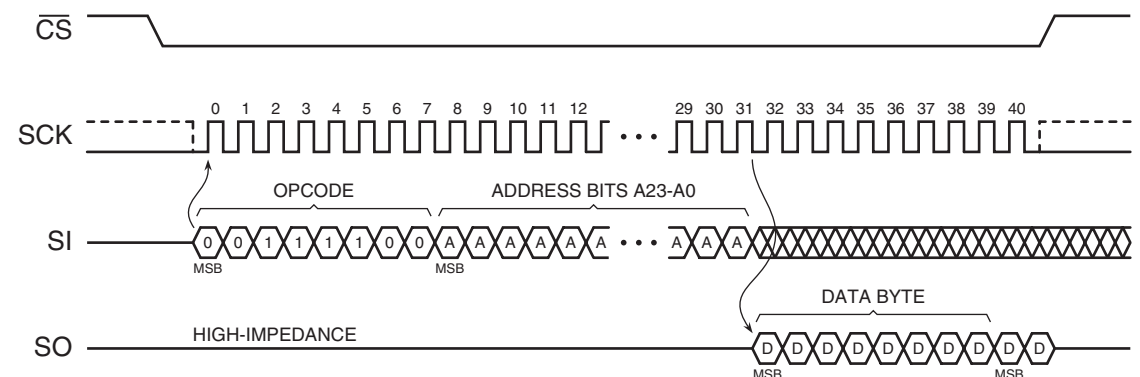 CS
0 1 2 3 4 5 6 7 8 9 10 11 12 29 30 31 32 33 34 35 36 37 38 39 40
SCK
OPCODE ADDRESS BITS A23-A0
SI 0 0 1 1 1 1 0 0 A A A A A A A A A
MSB MSB
DATA BYTE
HIGH-IMPEDANCE
SO D D D D D D D D D D
MSB MSB